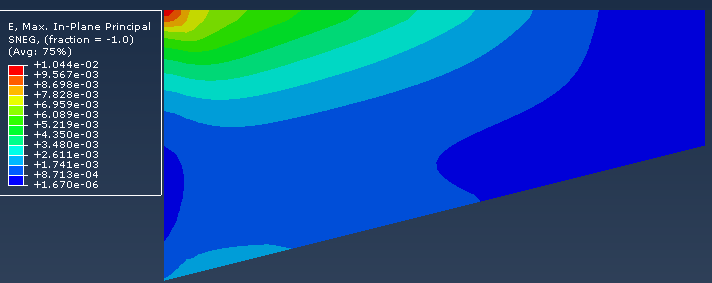 E, Max. In-Plane Principal
SNEG, (fraction = -1.0)
(Avg: 75%)
+1.044e-02
+9.567e-03
+8.698e-03
+7.828e-03
+6.959e-03
+6.089e-03
+5.219e-03
+4.350e-03
+3.480e-03
+2.611e-03
+1.741e-03
+8.713e-04
+1.670e-06